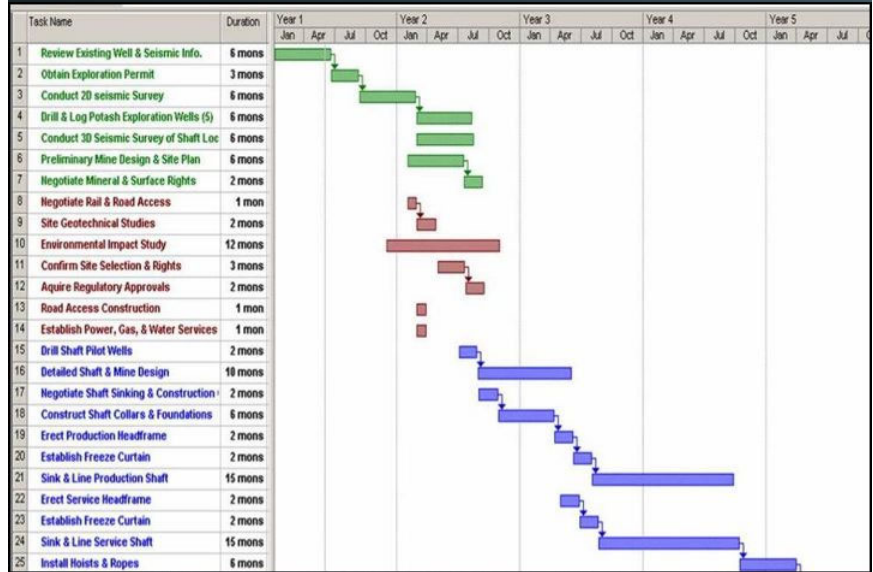 Task Name Duration Year 1 Year 2 Year 3 Year 4 Year 5
Jan Apr Jul Oct Jan Apr Jul Oct Jan Apr Jul Oct Jan Apr Jul Oct Jan Apr Jul
1 Review Existing Well & Seismic Info. 6 mons
2 Obtain Exploration Permit 3 mons
3 Conduct 2D seismic Survey 6 mons
4 Drill & Log Potash Exploration Wells (5) 6 mons
5 Conduct 3D Seismic Survey of Shaft Loc 6 mons
6 Preliminary Mine Design & Site Plan 6 mons
7 Negotiate Mineral & Surface Rights 2 mons
8 Negotiate Rail & Road Access 1 mon
9 Site Geotechnical Studies 2 mons
10 Environmental Impact Study 12 mons
11 Confirm Site Selection & Rights 3 mons
12 Aquire Regulatory Approvals 2 mons
13 Road Access Construction 1 mon
14 Establish Power, Gas, & Water Services 1 mon
15 Drill Shaft Pilot Wells 2 mons
16 Detailed Shaft & Mine Design 10 mons
17 Negotiate Shaft Sinking & Construction 2 mons
18 Construct Shaft Collars & Foundations 6 mons
19 Erect Production Headframe 2 mons
20 Establish Freeze Curtain 2 mons
21 Sink & Line Production Shaft 15 mons
22 Erect Service Headframe 2 mons
23 Establish Freeze Curtain 2 mons
24 Sink & Line Service Shaft 15 mons
25 Install Hoists & Ropes 6 mons